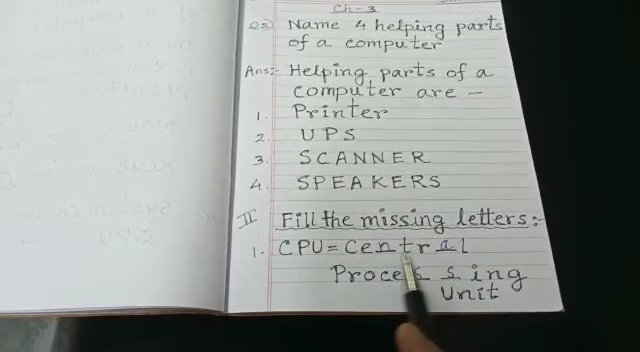 Ch-3
Q3) Name 4 helping parts
of a computer
Ans:- Helping parts of a
computer are -
1. Printer
2. UPS
3. SCANNER
4. SPEAKERS
II Fill the missing letters:-
1. CPU = Central
Processing
Unit